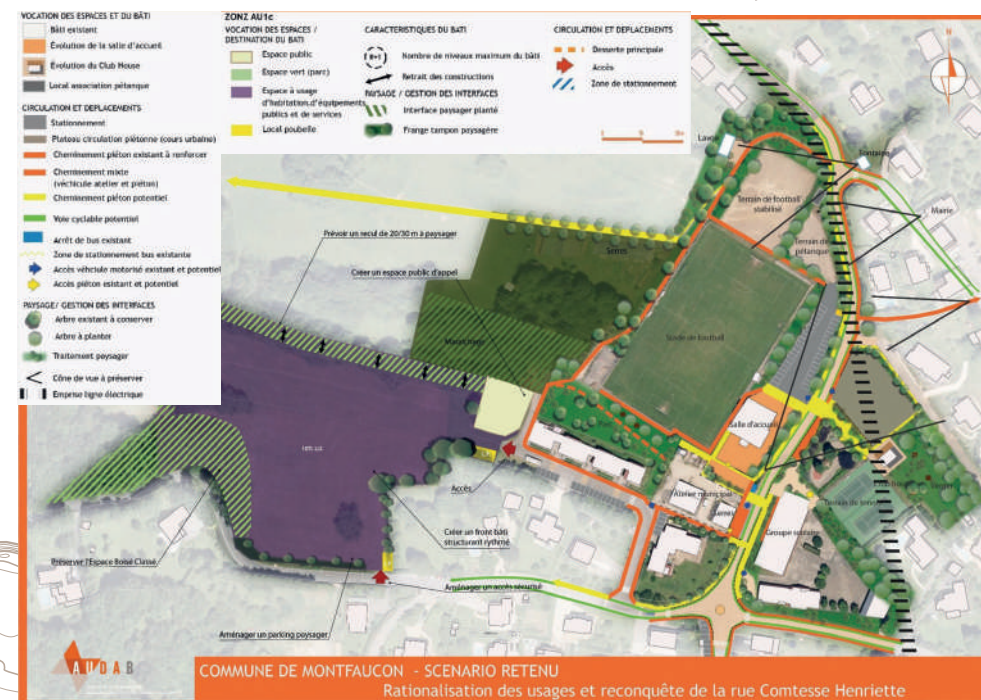 VOCATION DES ESPACES ET DU BÂTI
Bâti existant
Évolution de la salle d'accueil
Évolution du Club House
Local association pétanque
CIRCULATION ET DEPLACEMENTS
Stationnement
Plateau circulation piétonne (cours urbaine)
Cheminement piéton existant à renforcer
Cheminement mixte
(vécticule atelier et piéton)
Cheminement piéton potentiel
Voie cyclable potentiel
Arrêt de bus existant
Zone de stationnement bus existante
Accès véhicule motorisé existant et potentiel
Accès piéton existant et potentiel
PAYSAGE/ GESTION DES INTERFACES
Arbre existant à conserver
Arbre à planter
Traitement paysager
Cône de vue à préserver
Emprise ligne électrique
ZONZ AU1c
VOCATION DES ESPACES /
DESTINATION DU BATI
Espace public
Espace vert (parc)
Espace à usage
d'habitation,d'équipements
publics et de services
Local poubelle
CARACTERISTIQUES DU BATI
R+1
Nombre de niveaux maximum du bâti
Retrait des constructions
PAYSAGE / GESTION DES INTERFACES
Interface paysager planté
Frange tampon paysagère
CIRCULATION ET DEPLACEMENTS
Desserte principale
Accès
Zone de stationnement
N
Lavoir
Fontaine
Mairie
Terrain de football
stabilisé
Terrain de
pétanque
Serres
Prévoir un recul de 20/30 m à paysager
Créer un espace public d'appel
Maraîchage
Stade de football
Salle d'accueil
Parc
Accès
Atelier municipal
Serres
Terrain de tennis
Groupe scolaire
Créer un front bâti
structurant rythmé
Préserver l'Espace Boisé Classé
Aménager un accès sécurisé
Aménager un parking paysager
AUDAB
COMMUNE DE MONTFAUCON - SCENARIO RETENU
Rationalisation des usages et reconquête de la rue Comtesse Henriette